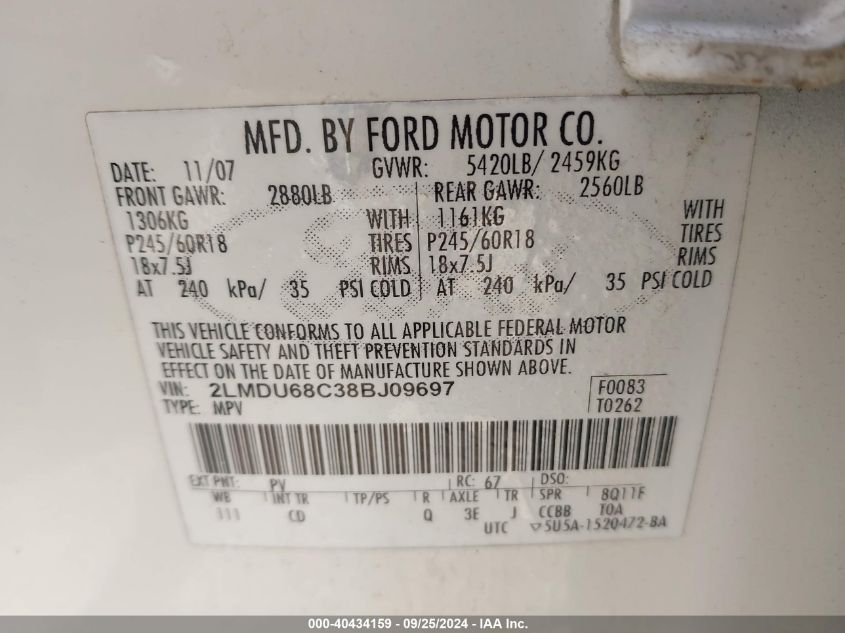 MFD. BY FORD MOTOR CO.
DATE: 11/07 GVWR: 5420LB/ 2459KG
FRONT GAWR: 2880LB REAR GAWR: 2560LB
1306KG WITH 1161KG WITH
P245/60R18 TIRES P245/60R18 TIRES
18x7.5J RIMS 18x7.5J RIMS
AT 240 kPa/ 35 PSI COLD AT 240 kPa/ 35 PSI COLD
THIS VEHICLE CONFORMS TO ALL APPLICABLE FEDERAL MOTOR
VEHICLE SAFETY AND THEFT PREVENTION STANDARDS IN
EFFECT ON THE DATE OF MANUFACTURE SHOWN ABOVE.
VIN: 2LMDU68C38BJ09697 F0083
TYPE: MPV T0262
EXT PNT: PV RC: 67 DSO:
WB INT TR TP/PS R AXLE TR SPR 8Q11F
111 CD Q 3E J CCBB TOA
UTC ▽5U5A-1520472-BA
000-40434159 - 09/25/2024 - IAA Inc.